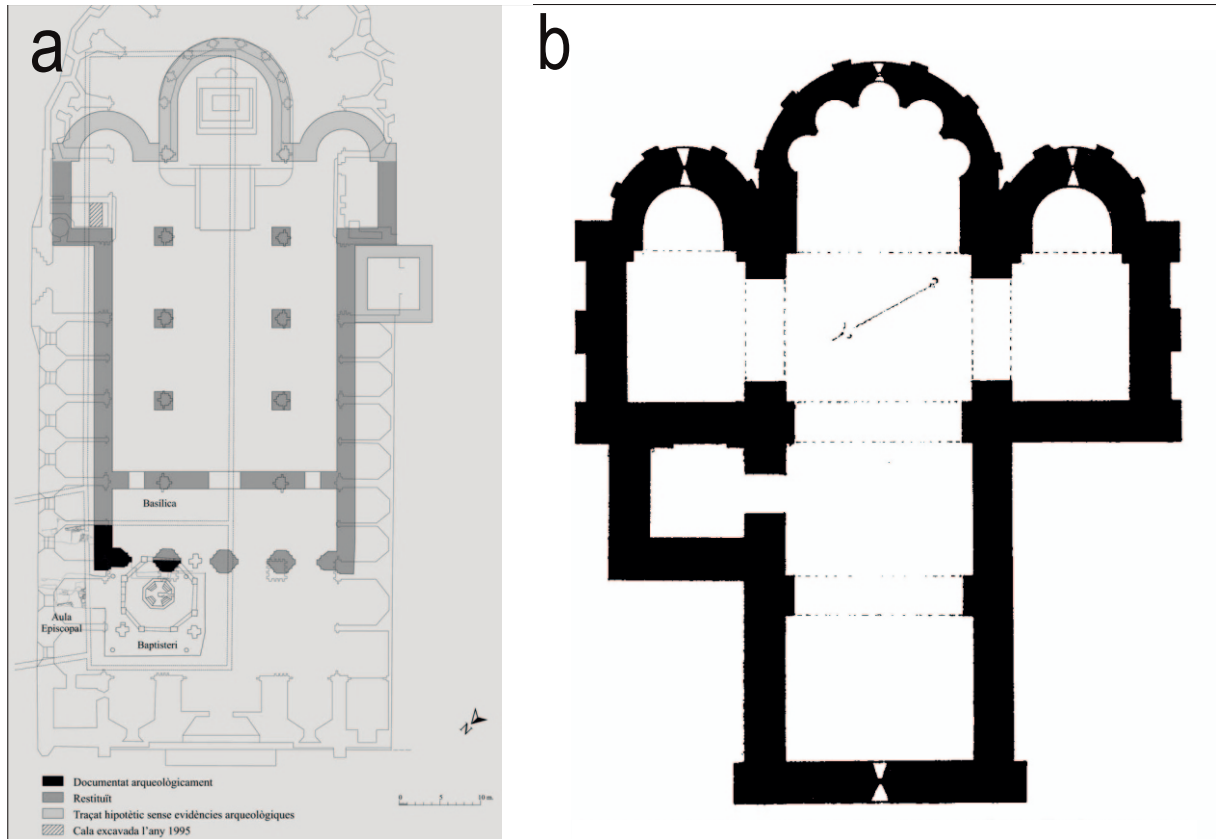 a
b
Basílica
Aula
Episcopal
Baptisteri
N
Documentat arqueològicament
Restituït
Traçat hipotètic sense evidències arqueològiques
Cala excavada l'any 1995
0 5 10 m.